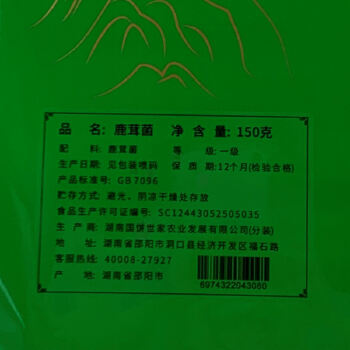 品 名: 鹿茸菌 净 含 量: 150克
配 料: 鹿茸菌 等 级: 一级
生产日期: 见包装喷码 保 质 期: 12个月(检验合格)
产品标准号: GB7096
贮存方式: 避光、阴凉干燥处存放
食品生产许可证编号: SC12443052505035
生产商: 湖南国馈世家农业发展有限公司(分装)
地 址: 湖南省邵阳市洞口县经济开发区福石路
客服热线: 40008-27927
产 地: 湖南省邵阳市
6974322043080